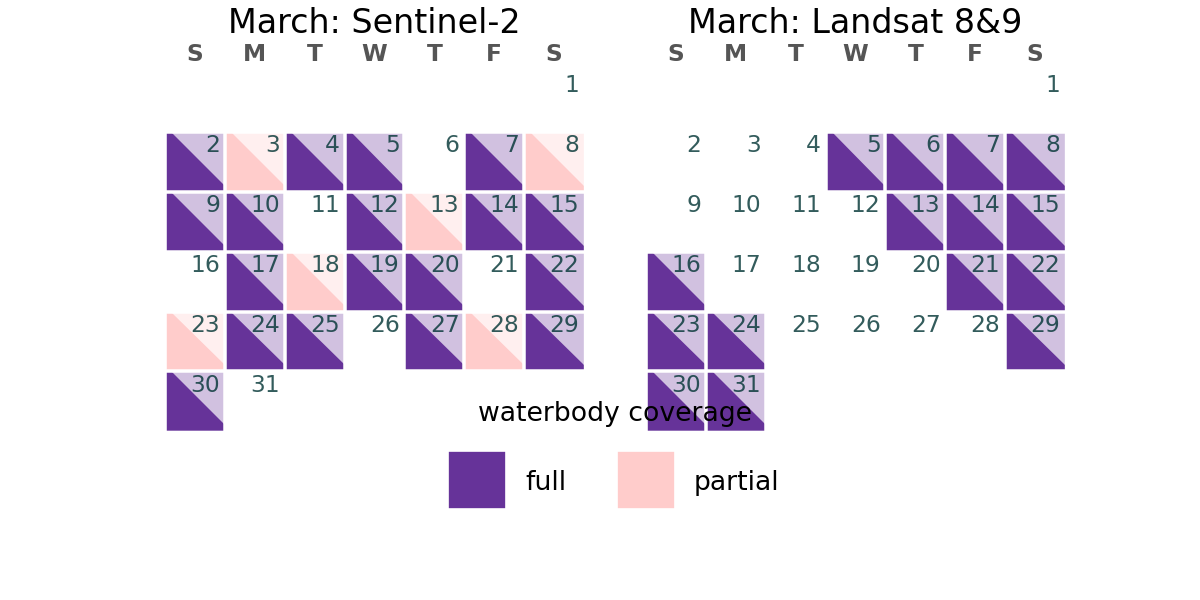 March: Sentinel-2
S M T W T F S
1
2 3 4 5 6 7 8
9 10 11 12 13 14 15
16 17 18 19 20 21 22
23 24 25 26 27 28 29
30 31
March: Landsat 8&9
S M T W T F S
1
2 3 4 5 6 7 8
9 10 11 12 13 14 15
16 17 18 19 20 21 22
23 24 25 26 27 28 29
30 31
waterbody coverage
full partial